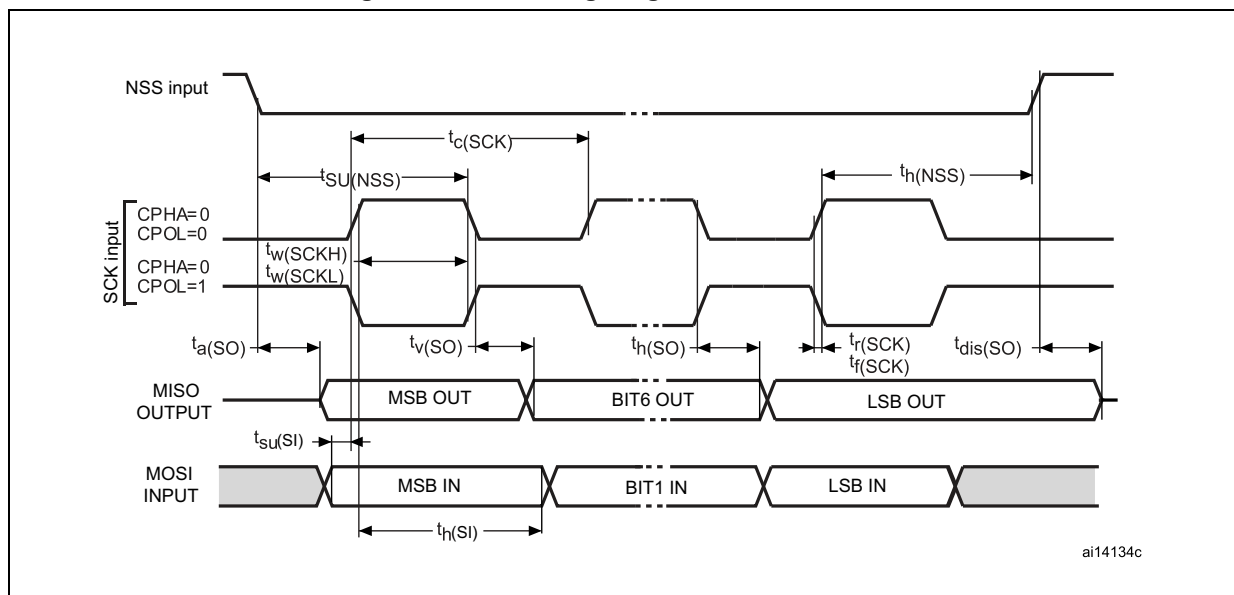 NSS input
tc(SCK)
tSU(NSS)
th(NSS)
SCK input
CPHA=0
CPOL=0
tw(SCKH)
CPHA=0
tw(SCKL)
CPOL=1
ta(SO)
tv(SO)
th(SO)
tr(SCK)
tf(SCK)
tdis(SO)
MISO
OUTPUT
MSB OUT
BIT6 OUT
LSB OUT
tsu(SI)
MOSI
INPUT
MSB IN
BIT1 IN
LSB IN
th(SI)
ai14134c